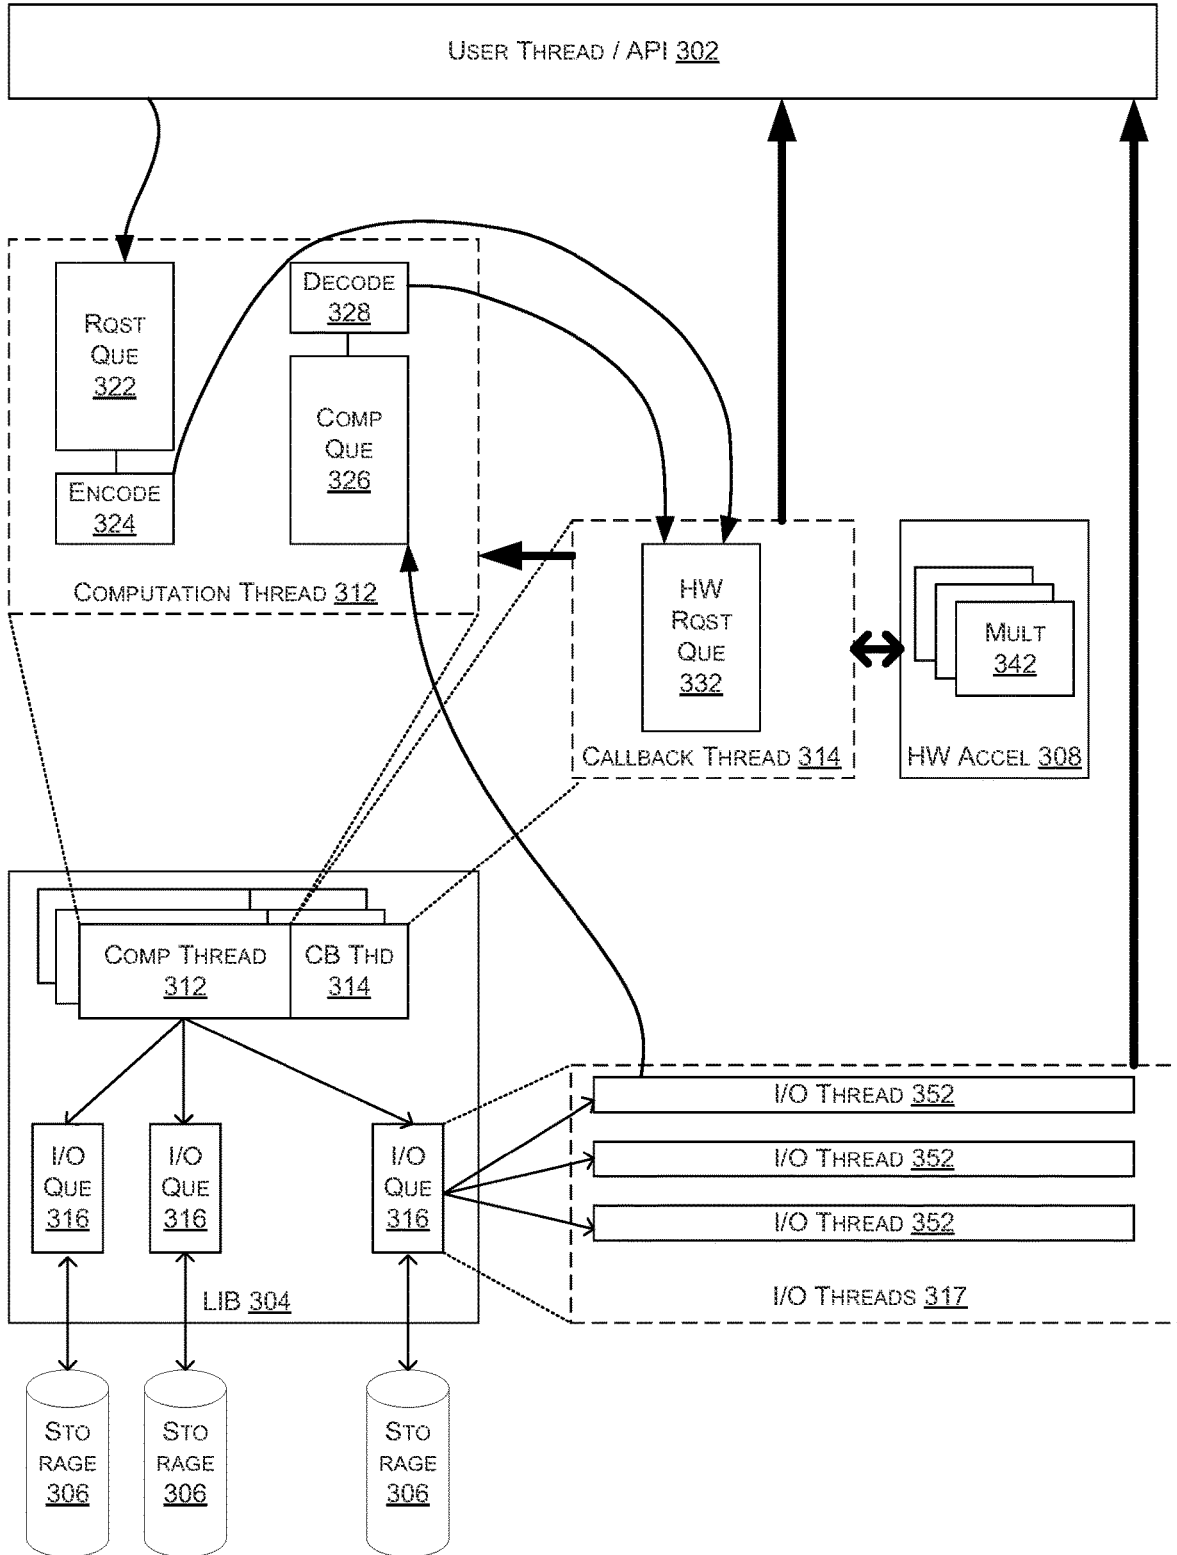 USER THREAD / API 302
RQST
QUE
322
ENCODE
324
DECODE
328
COMP
QUE
326
COMPUTATION THREAD 312
HW
RQST
QUE
332
CALLBACK THREAD 314
MULT
342
HW ACCEL 308
COMP THREAD
312
CB THD
314
I/O
QUE
316
I/O
QUE
316
I/O
QUE
316
LIB 304
I/O THREAD 352
I/O THREAD 352
I/O THREAD 352
I/O THREADS 317
STO
RAGE
306
STO
RAGE
306
STO
RAGE
306